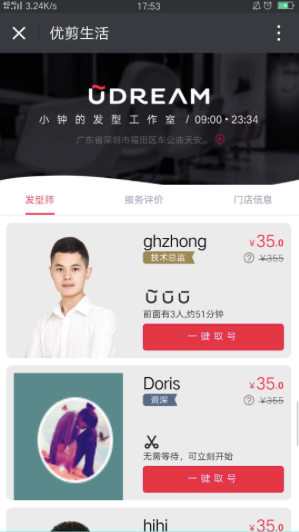 3.24K/s 17:53
优剪生活
ŨDREAM
小钟的发型工作室 / 09:00 • 23:34
广东省深圳市福田区车公庙天安...
发型师 服务评价 门店信息
ghzhong ¥35.0
技术总监 ¥355
前面有3人,约51分钟
一键取号
Doris ¥35.0
资深 ¥355
无需等待，可立刻开始
一键取号
hihi ¥35.0